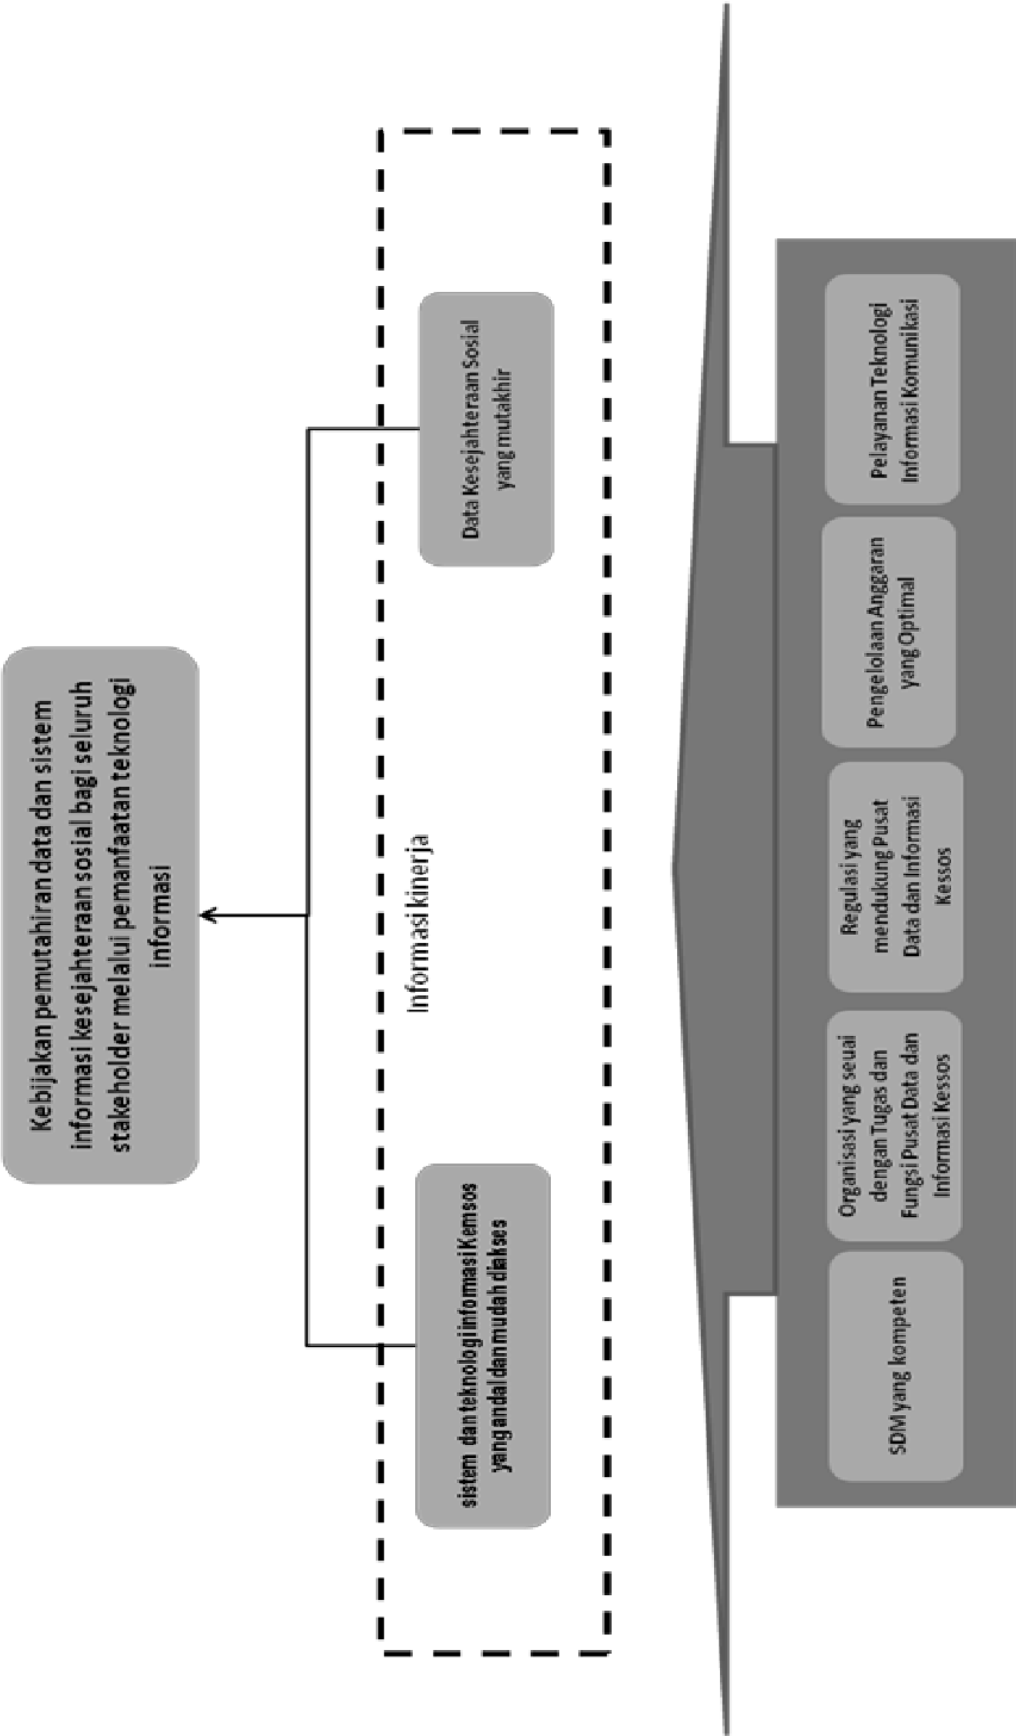 Kebijakan pemutahiran data dan sistem
informasi kesejahteraan sosial bagi seluruh
stakeholder melalui pemanfaatan teknologi
informasi
Informasi kinerja
sistem dan teknologi informasi Kemsos
yang andal dan mudah diakses
Data Kesejahteraan Sosial
yang mutakhir
SDM yang kompeten
Organisasi yang seuai
dengan Tugas dan
Fungsi Pusat Data dan
Informasi Kessos
Regulasi yang
mendukung Pusat
Data dan Informasi
Kessos
Pengelolaan Anggaran
yang Optimal
Pelayanan Teknologi
Informasi Komunikasi